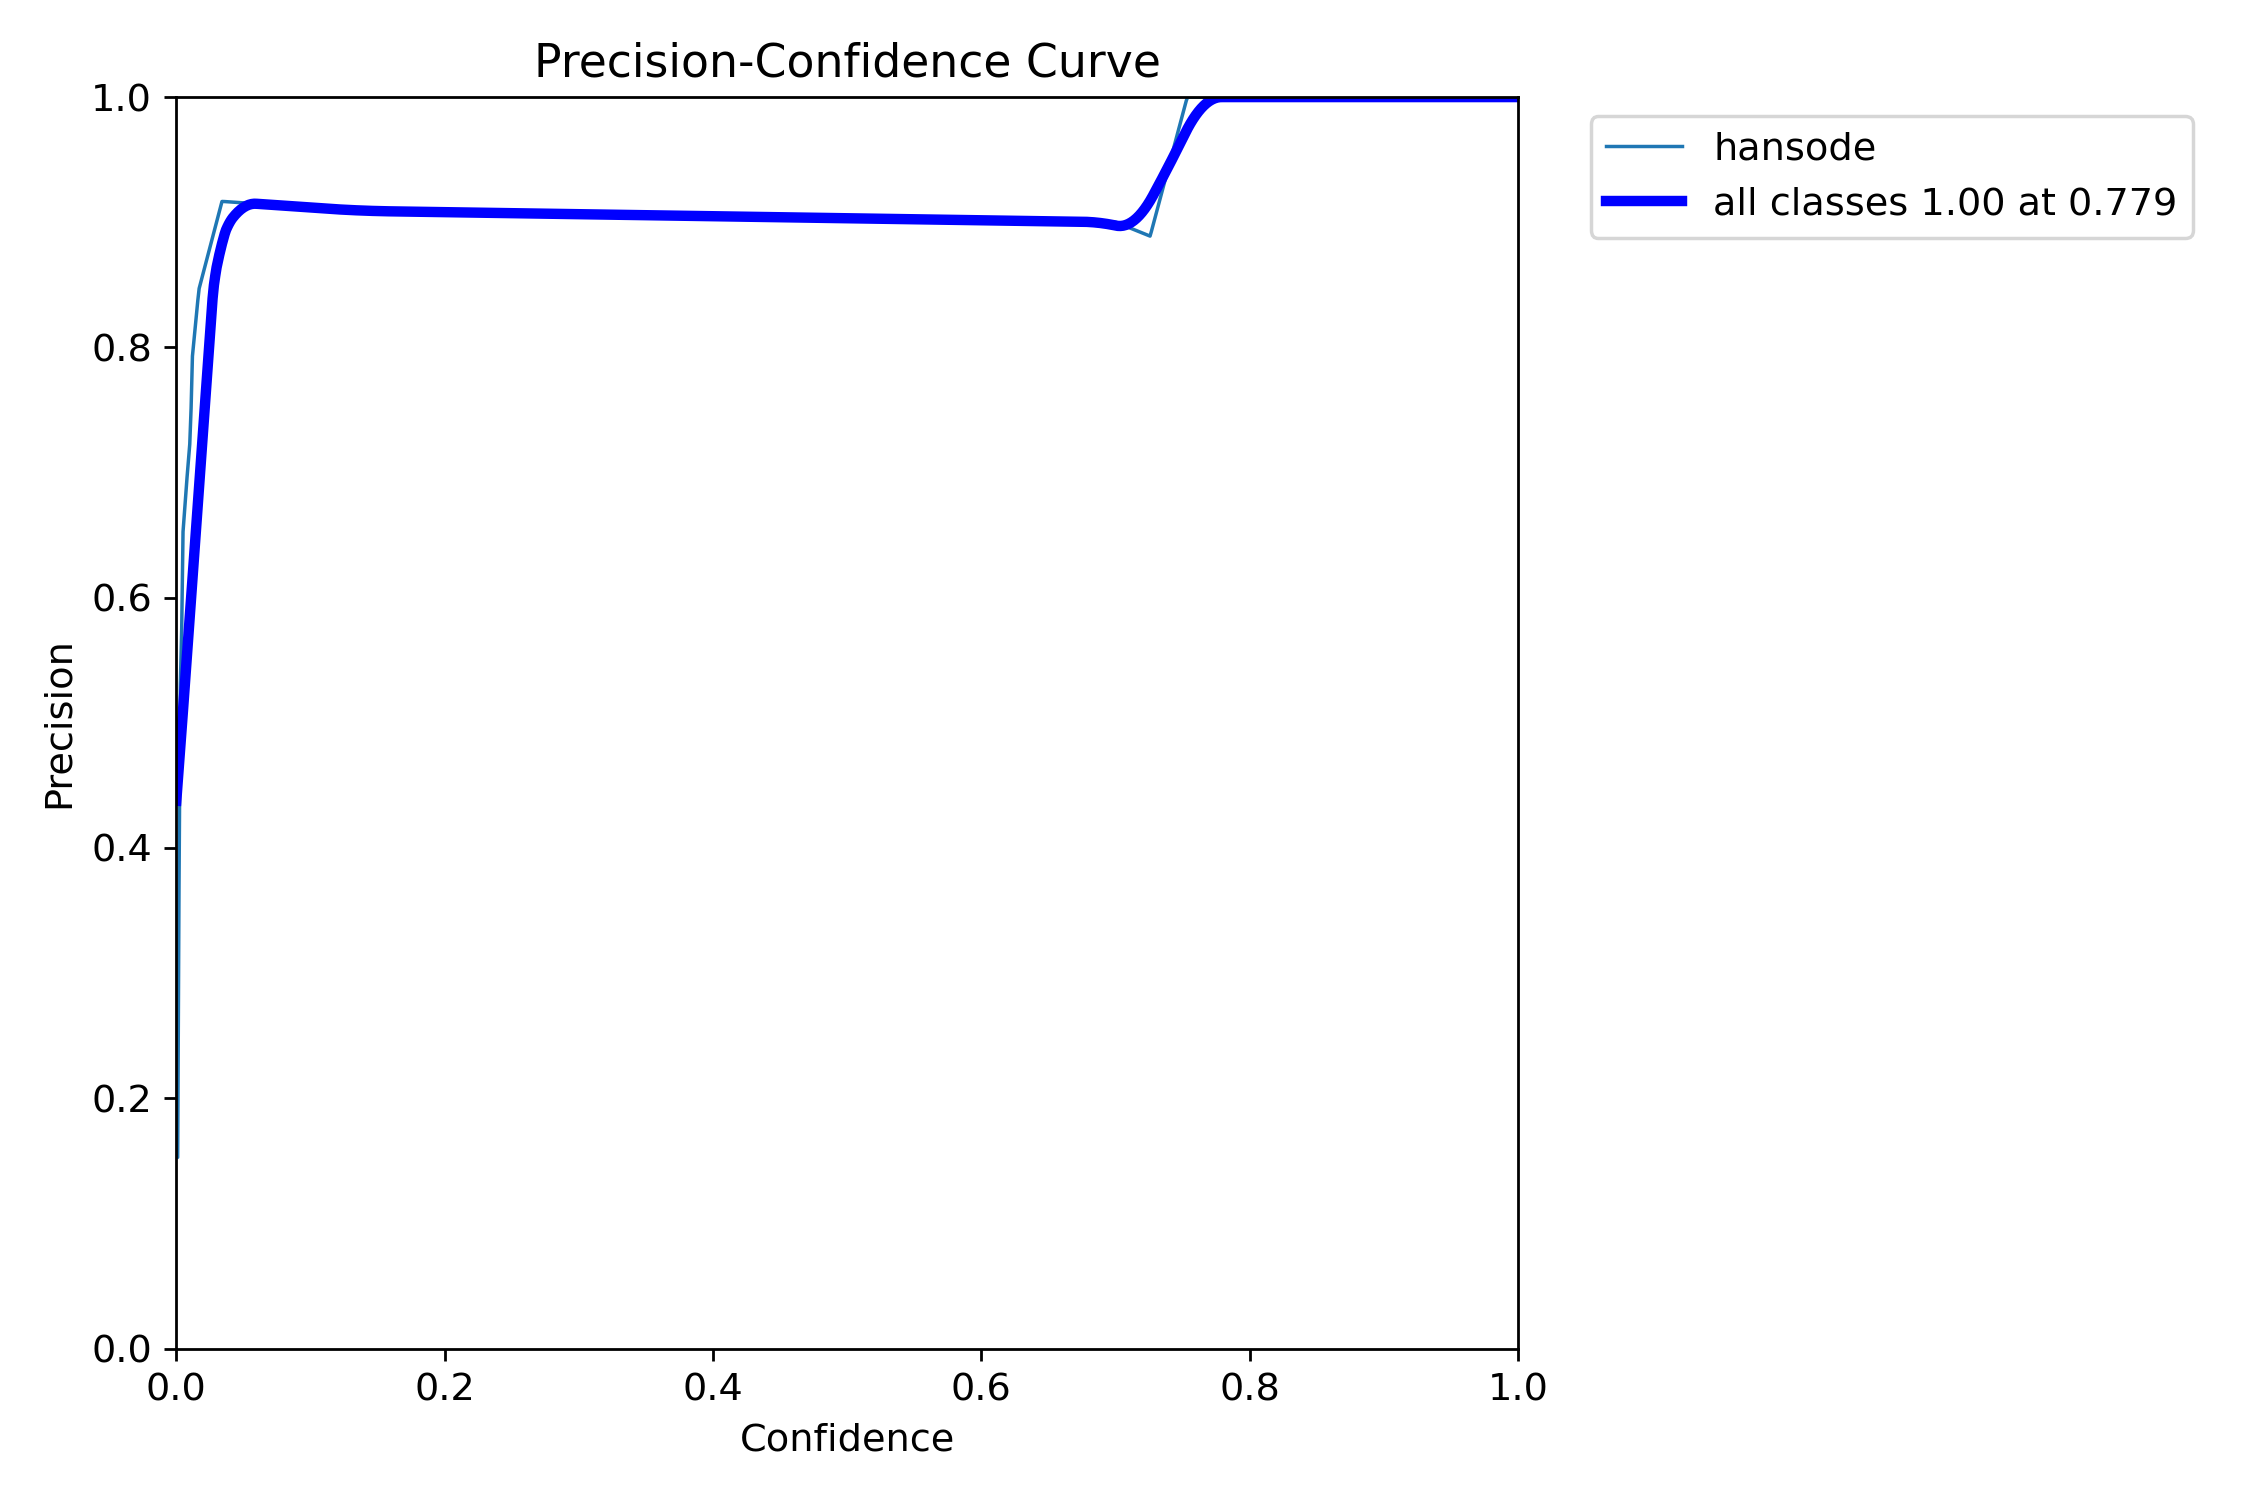 Precision-Confidence Curve
1.0
0.8
0.6
0.4
0.2
0.0
Precision
0.0 0.2 0.4 0.6 0.8 1.0
Confidence
hansode
all classes 1.00 at 0.779